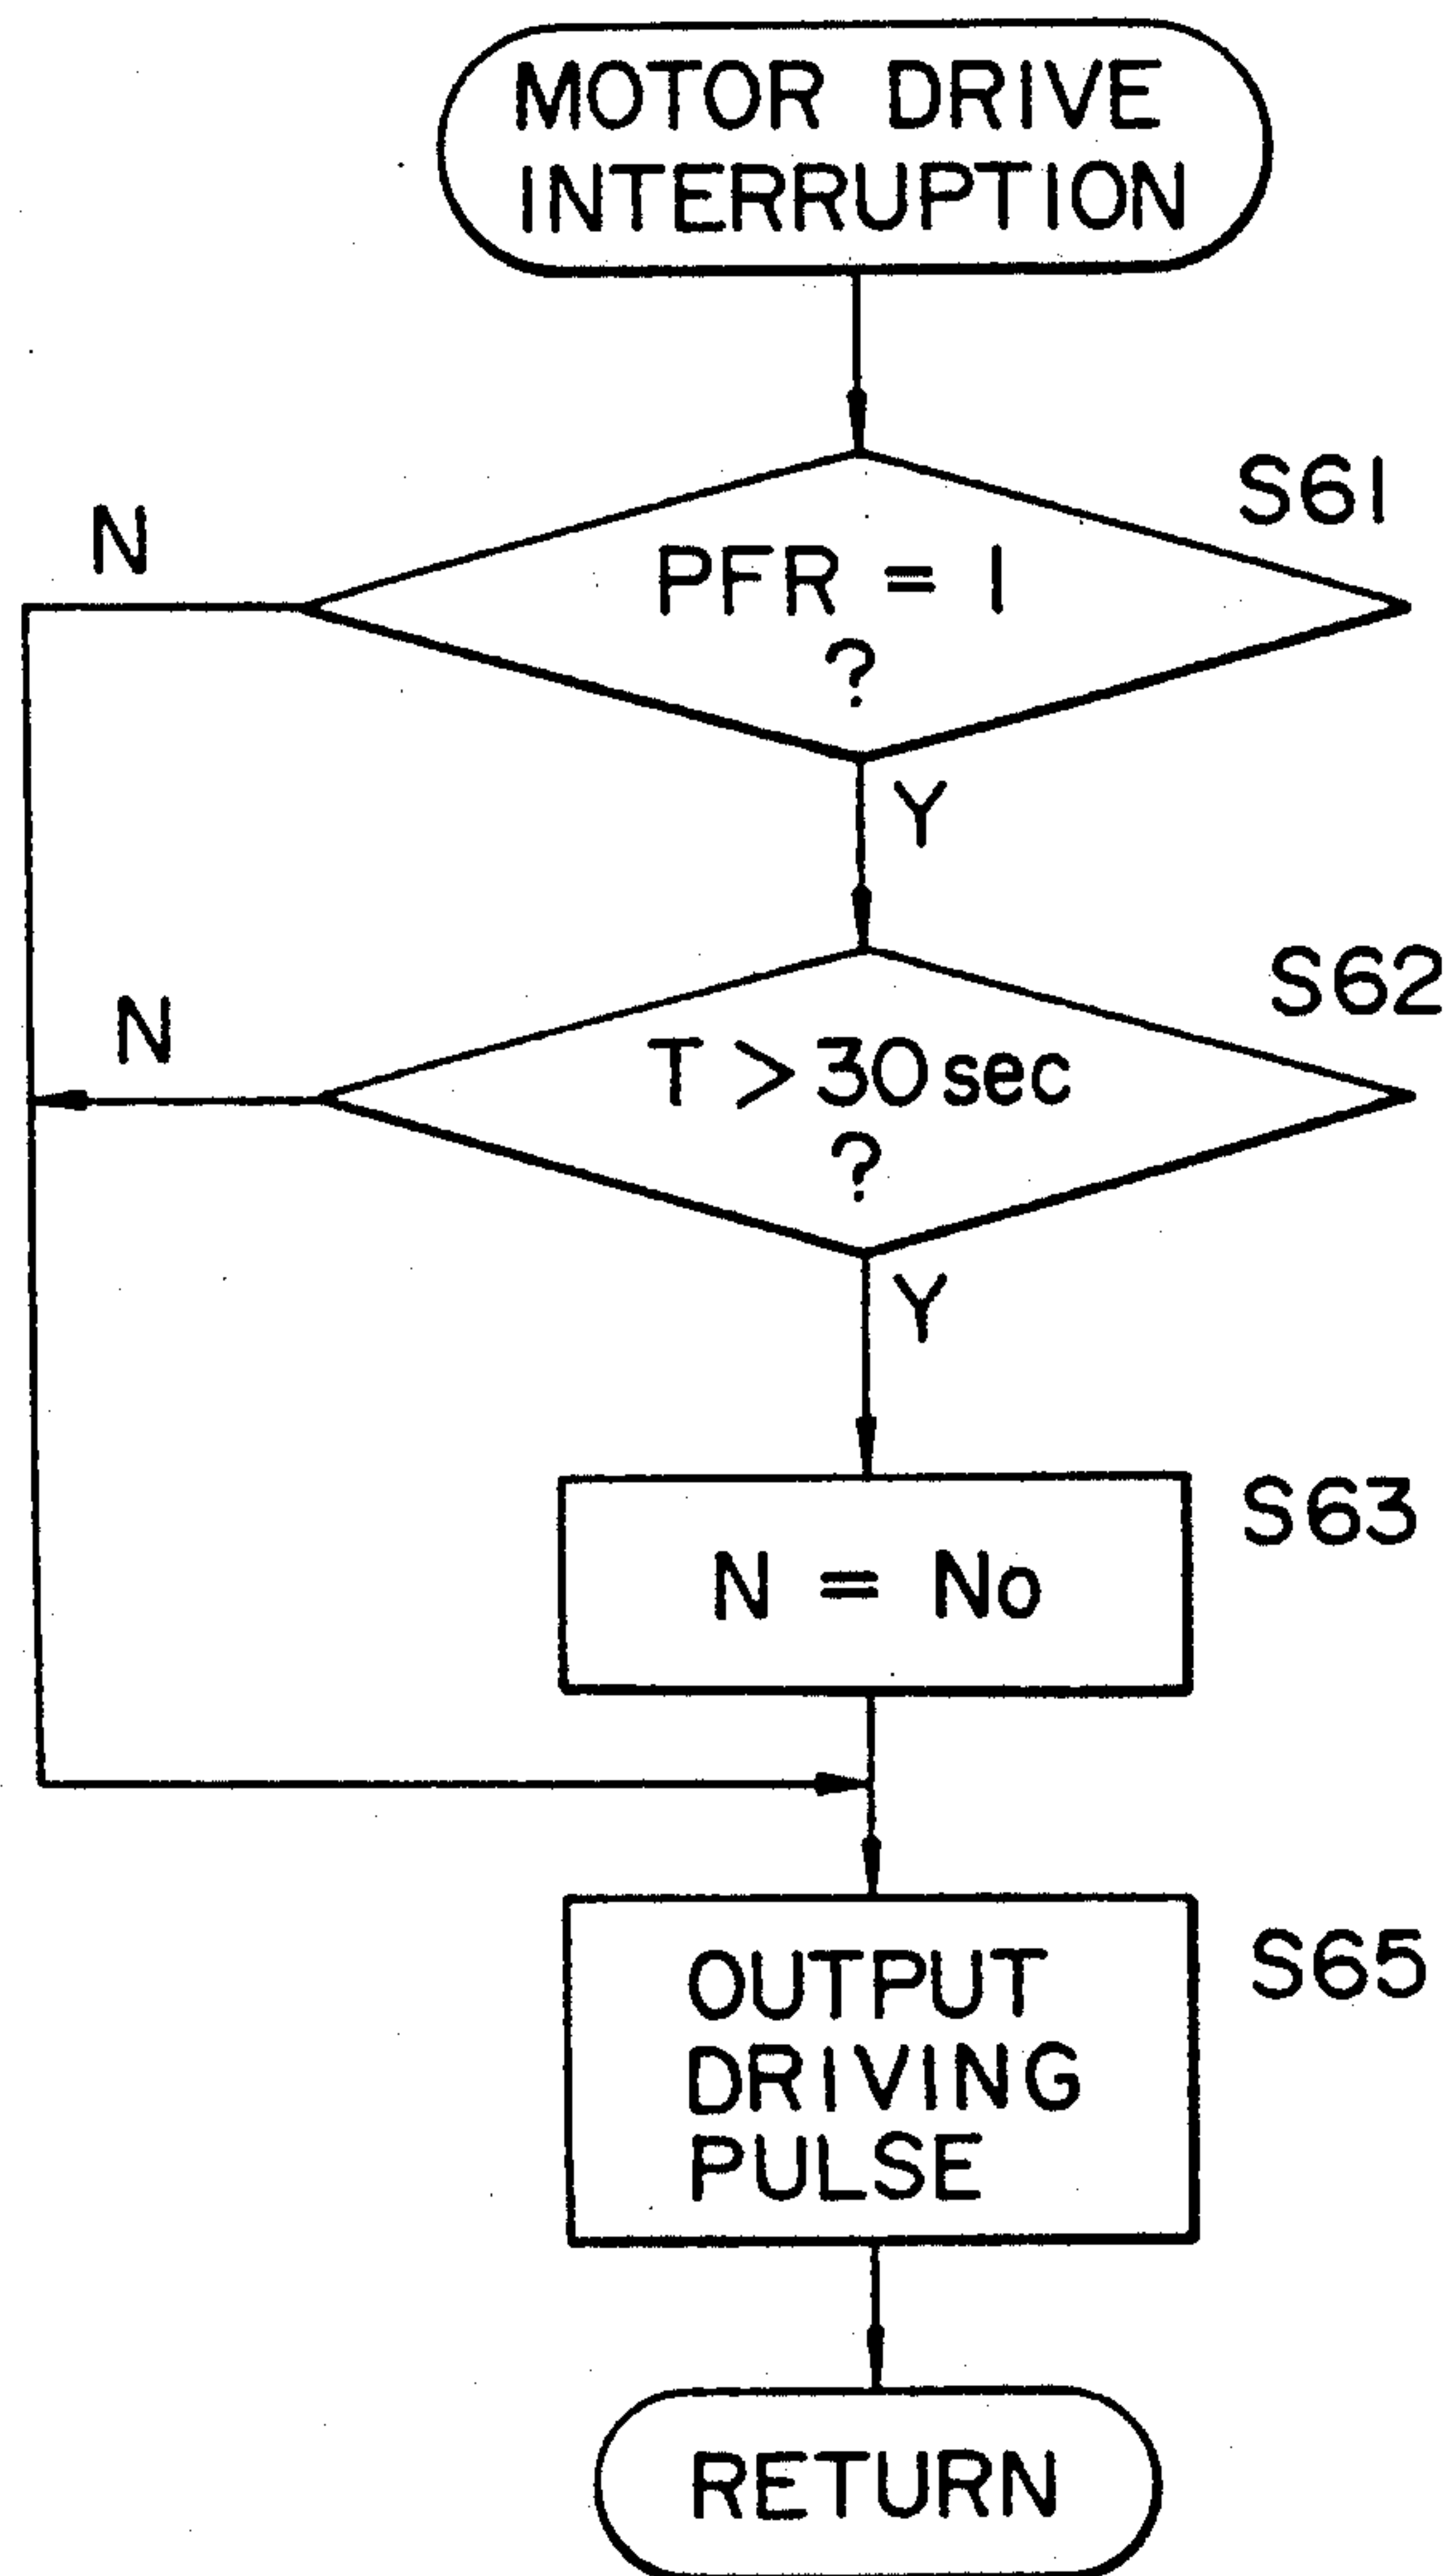 MOTOR DRIVE
INTERRUPTION
S61
N
PFR = 1
?
Y
S62
N
T > 30 sec
?
Y
S63
N = No
S65
OUTPUT
DRIVING
PULSE
RETURN